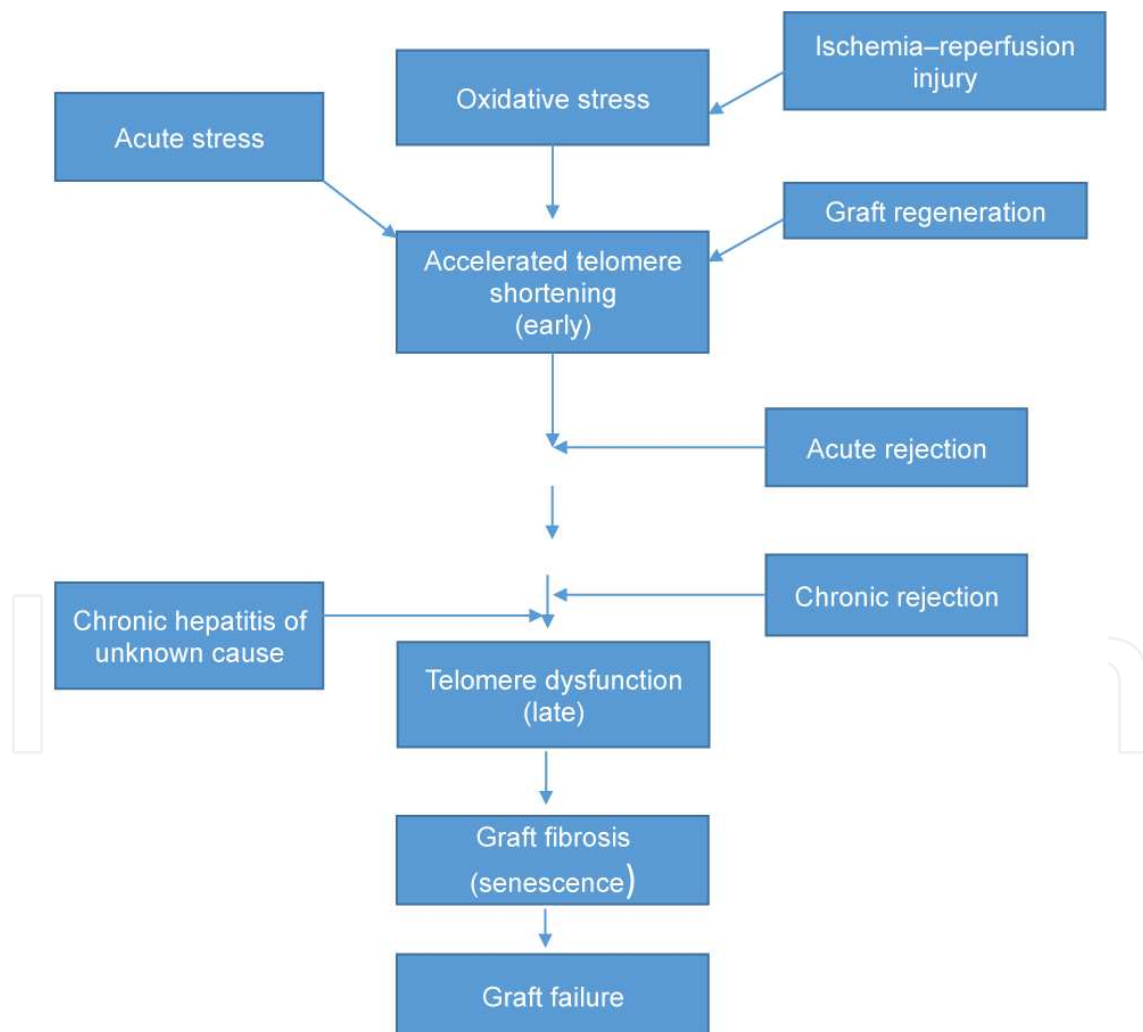 Ischemia–reperfusion
injury
Oxidative stress
Acute stress
Graft regeneration
Accelerated telomere
shortening
(early)
Acute rejection
Chronic rejection
Chronic hepatitis of
unknown cause
Telomere dysfunction
(late)
Graft fibrosis
(senescence)
Graft failure